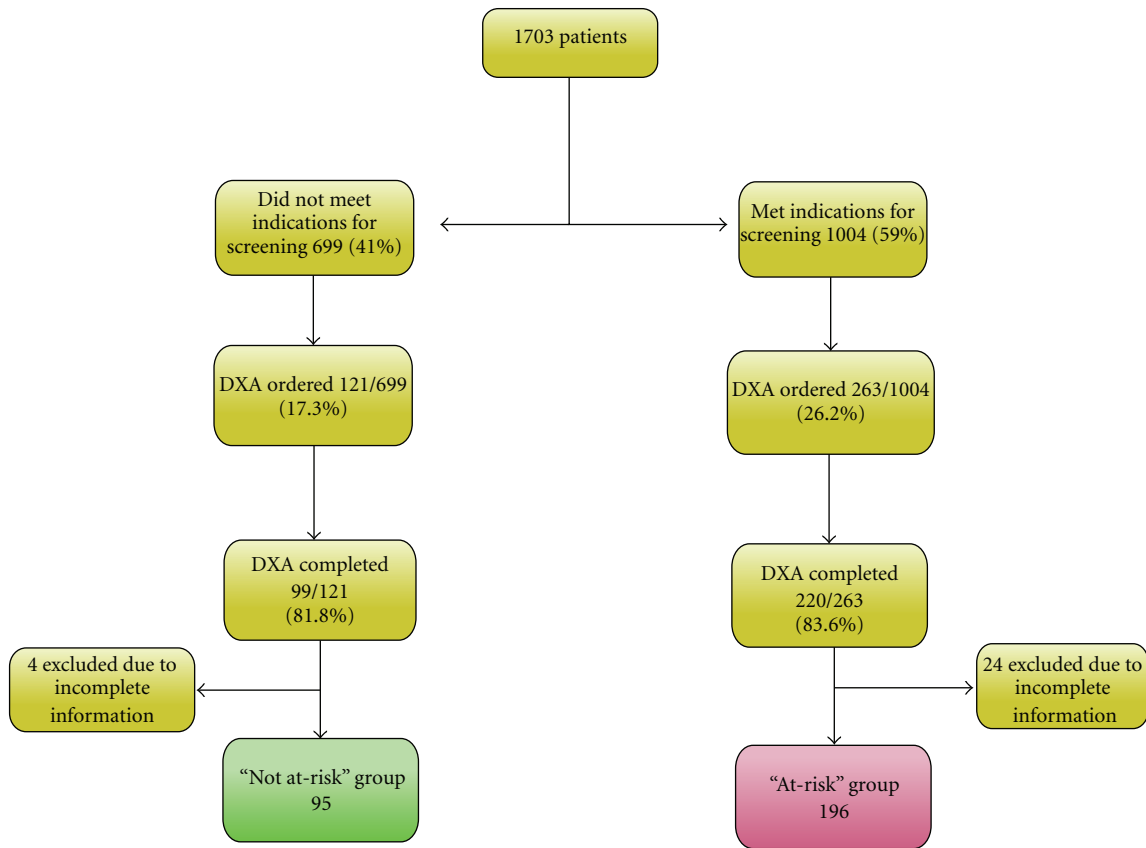 1703 patients
Did not meet
indications for
screening 699 (41%)
Met indications for
screening 1004 (59%)
DXA ordered 121/699
(17.3%)
DXA ordered 263/1004
(26.2%)
DXA completed
99/121
(81.8%)
DXA completed
220/263
(83.6%)
4 excluded due to
incomplete
information
24 excluded due to
incomplete
information
“Not at-risk” group
95
“At-risk” group
196